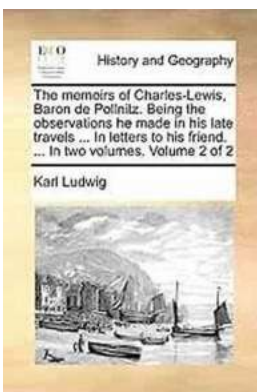 ECCO
History and Geography
The memoirs of Charles-Lewis,
Baron de Pollnitz. Being the
observations he made in his late
travels ... In letters to his friend.
... In two volumes. Volume 2 of 2
Karl Ludwig